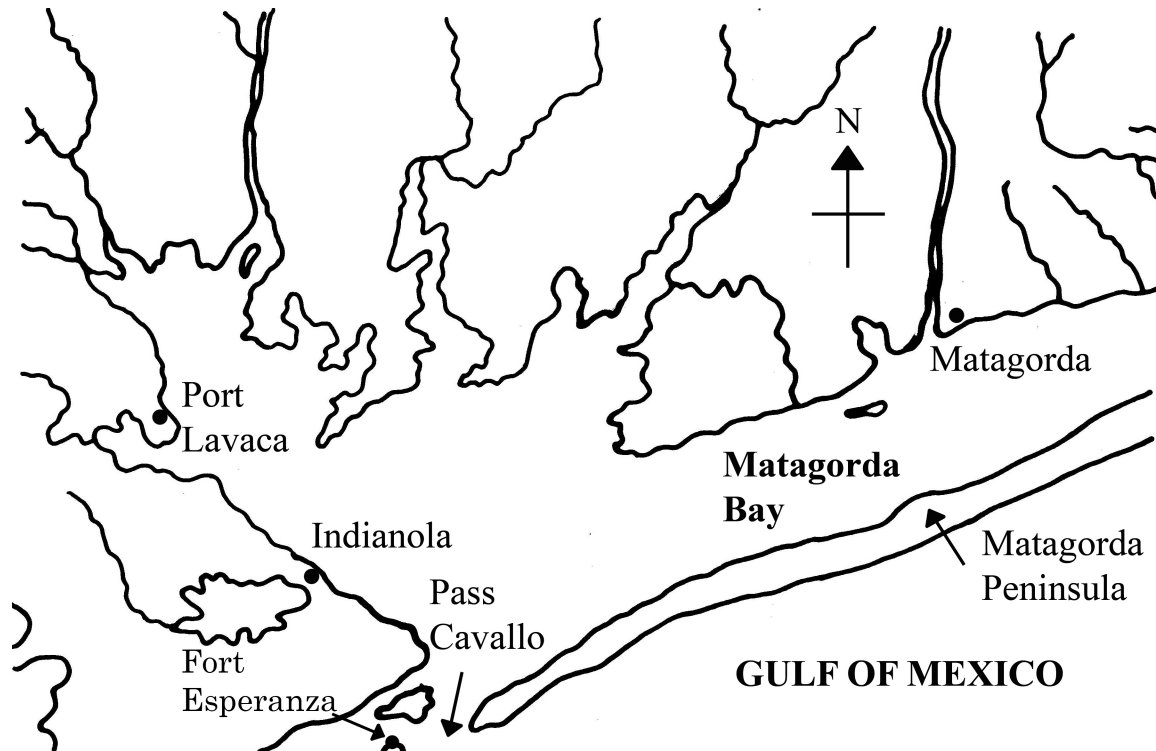 N
Matagorda
Port
Lavaca
Matagorda
Bay
Indianola
Matagorda
Peninsula
Pass
Cavallo
Fort
Esperanza
GULF OF MEXICO